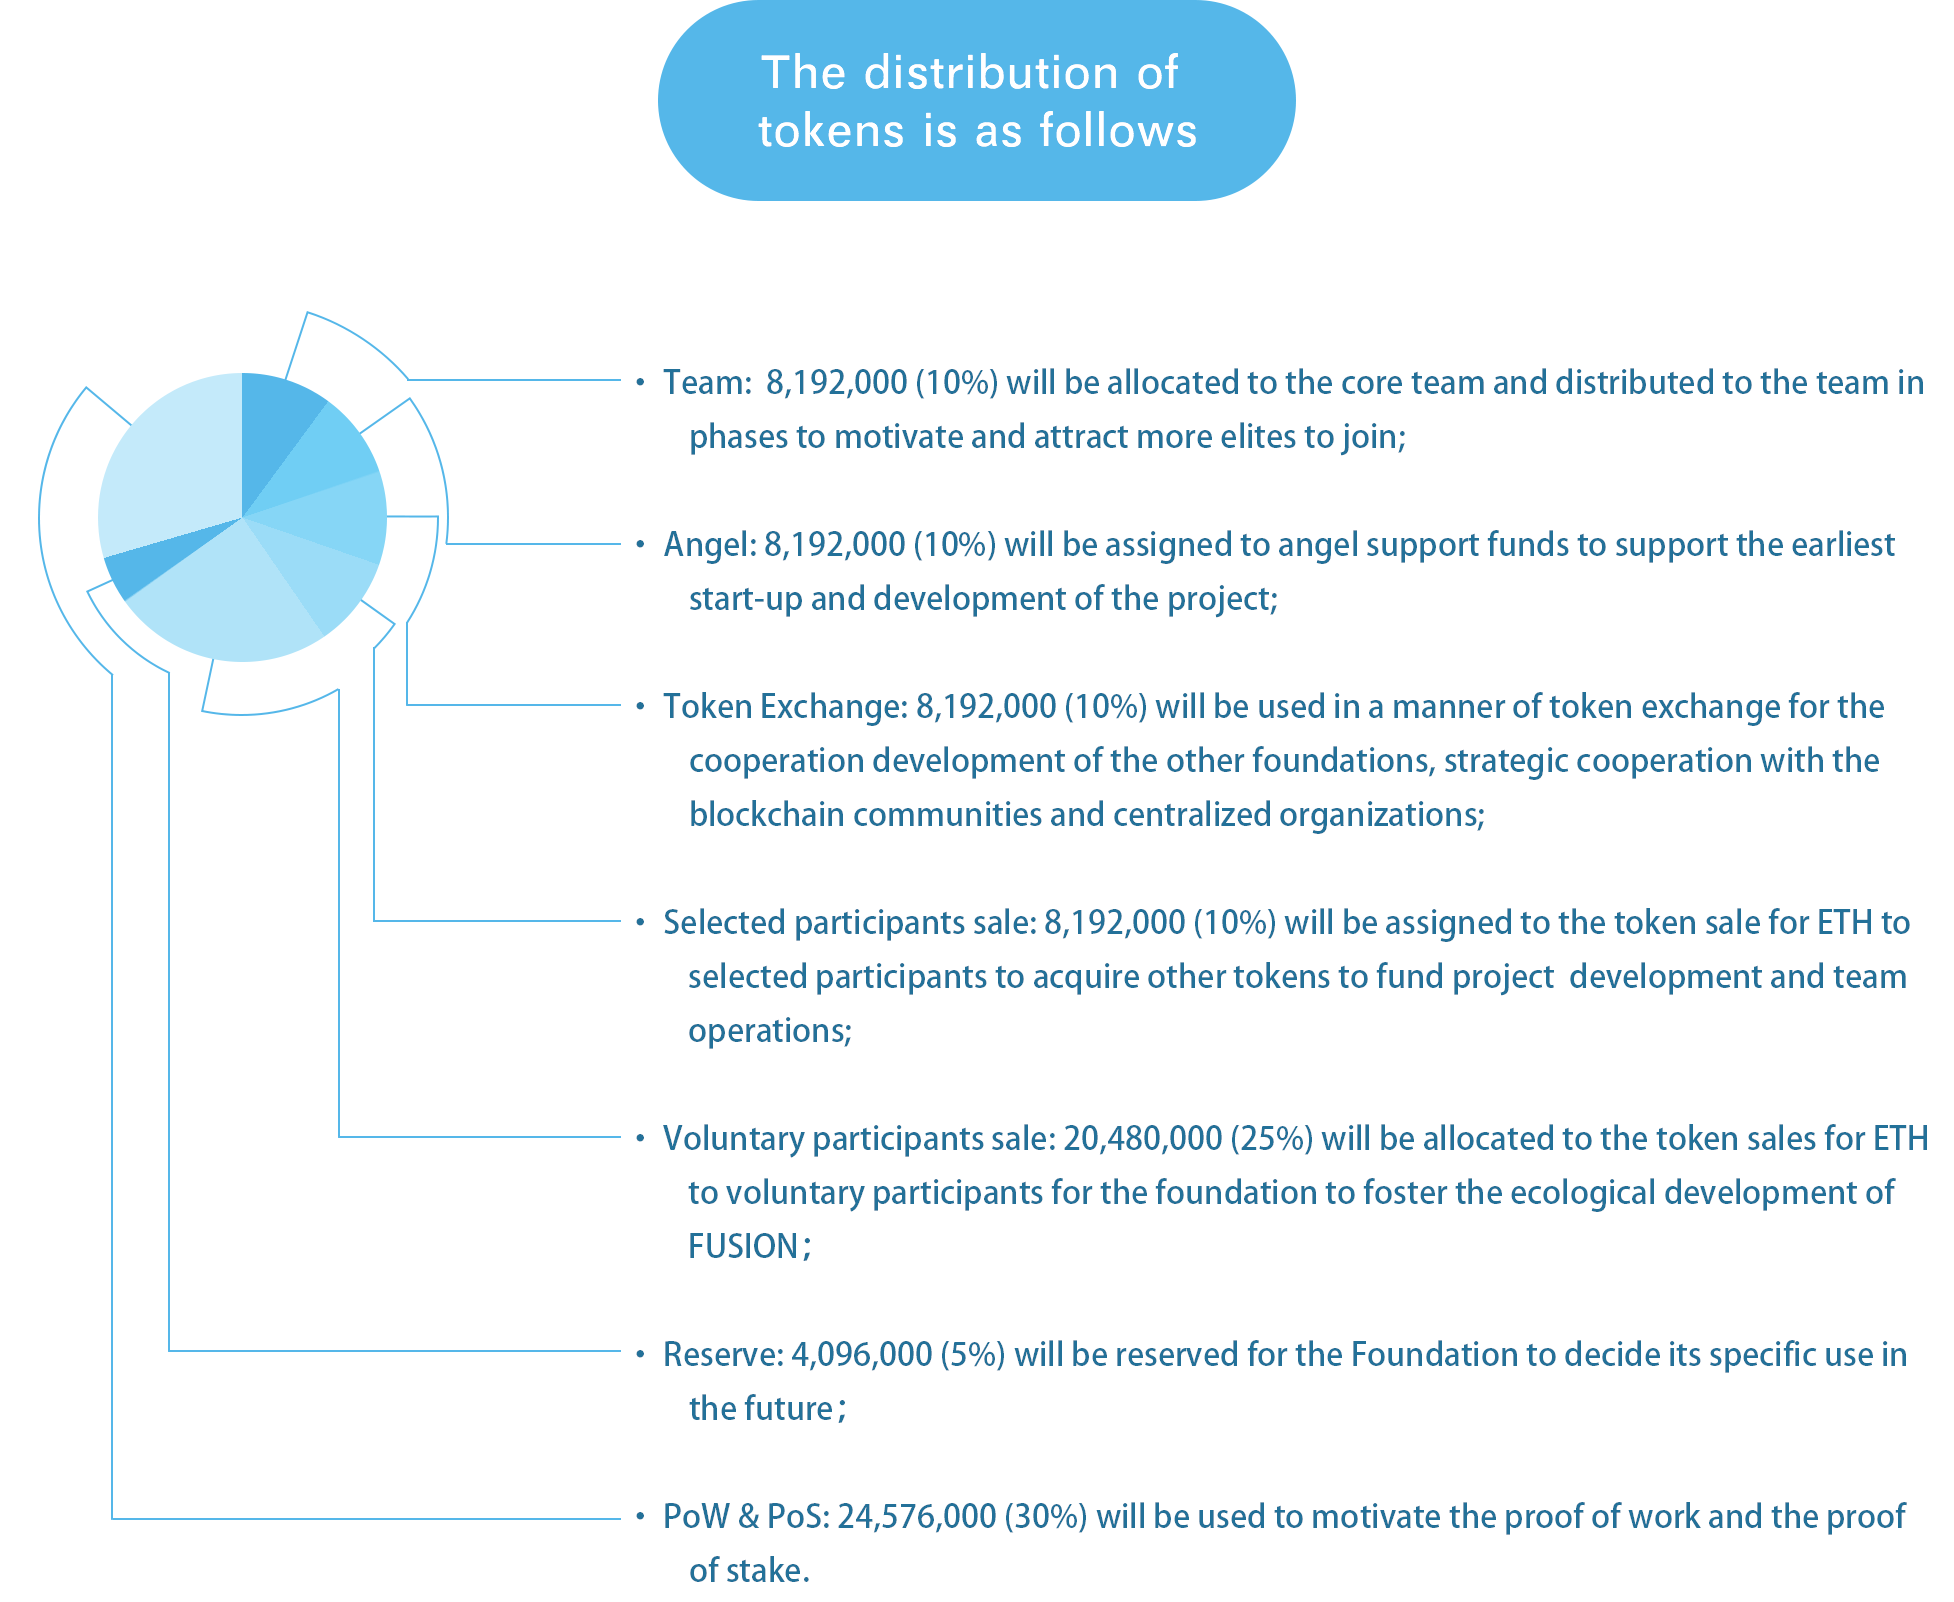 The distribution of
tokens is as follows
• Team:  8,192,000 (10%) will be allocated to the core team and distributed to the team in
phases to motivate and attract more elites to join;
• Angel: 8,192,000 (10%) will be assigned to angel support funds to support the earliest
start-up and development of the project;
• Token Exchange: 8,192,000 (10%) will be used in a manner of token exchange for the
cooperation development of the other foundations, strategic cooperation with the
blockchain communities and centralized organizations;
• Selected participants sale: 8,192,000 (10%) will be assigned to the token sale for ETH to
selected participants to acquire other tokens to fund project  development and team
operations;
• Voluntary participants sale: 20,480,000 (25%) will be allocated to the token sales for ETH
to voluntary participants for the foundation to foster the ecological development of
FUSION；
• Reserve: 4,096,000 (5%) will be reserved for the Foundation to decide its specific use in
the future；
• PoW & PoS: 24,576,000 (30%) will be used to motivate the proof of work and the proof
of stake.